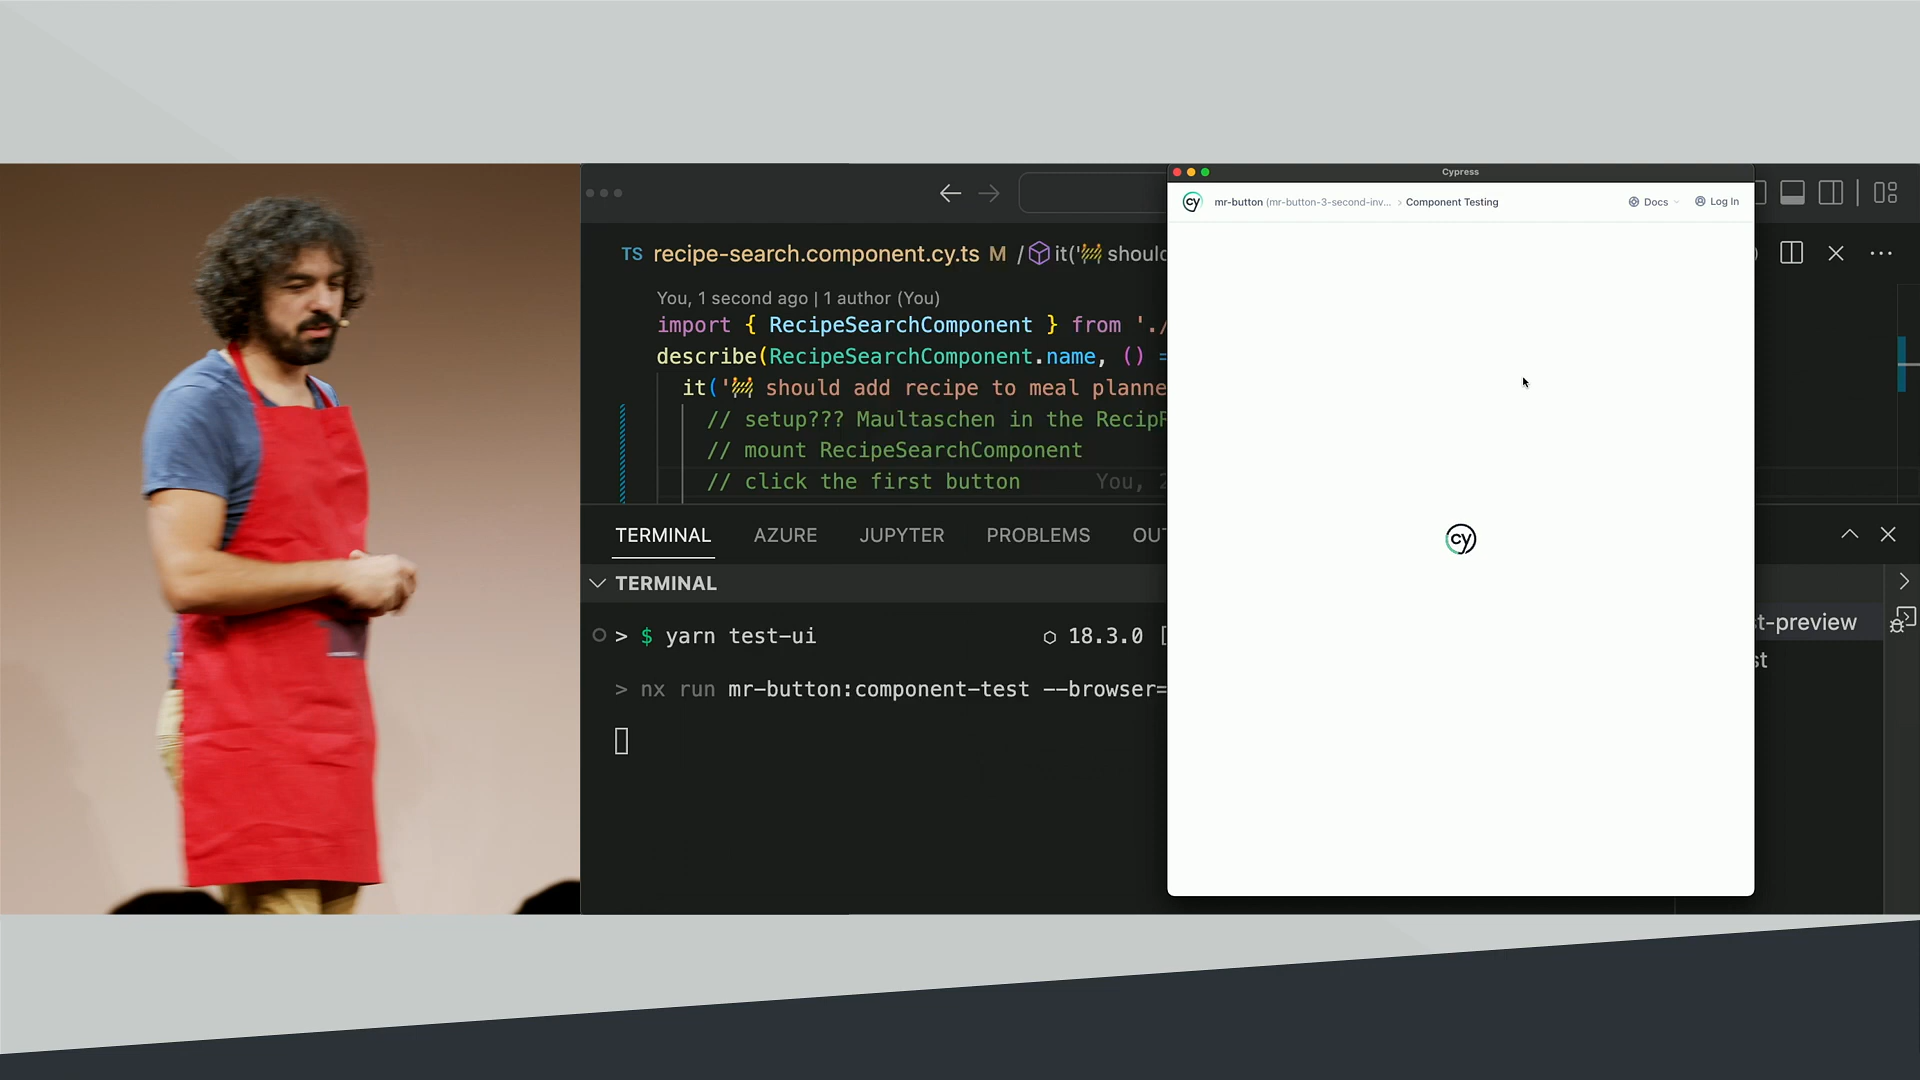 Cypress
cy mr-button (mr-button-3-second-inv... > Component Testing
Docs
Log In
TS recipe-search.component.cy.ts M / it('🚧 should
You, 1 second ago | 1 author (You)
import { RecipeSearchComponent } from './
describe(RecipeSearchComponent.name, () =
it('🚧 should add recipe to meal planne
// setup??? Maultaschen in the RecipR
// mount RecipeSearchComponent
// click the first button You, 2
cy
TERMINAL AZURE JUPYTER PROBLEMS OUT
TERMINAL
> $ yarn test-ui 18.3.0 [
t-preview
st
> nx run mr-button:component-test --browser=